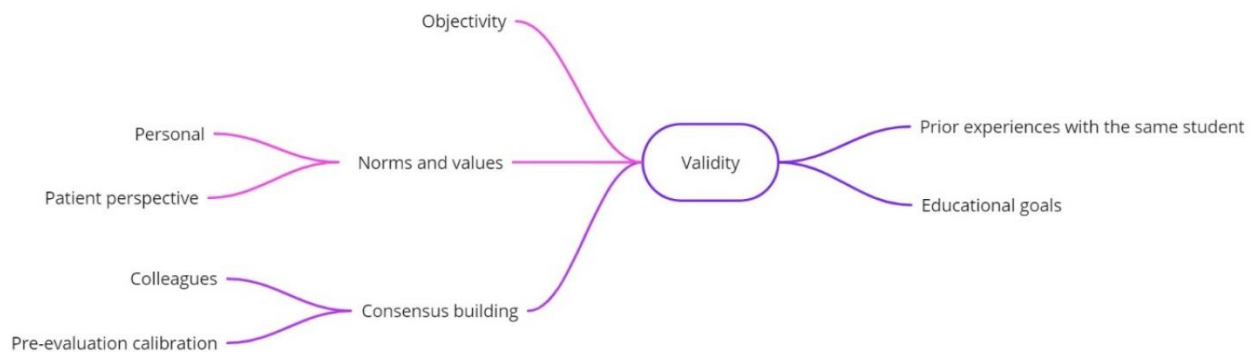 Objectivity
Personal
Norms and values
Patient perspective
Colleagues
Consensus building
Pre-evaluation calibration
Validity
Prior experiences with the same student
Educational goals